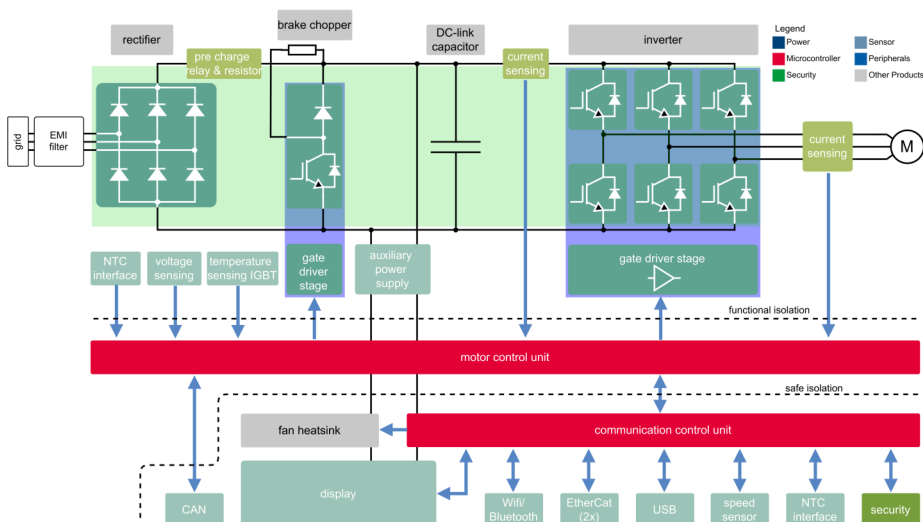 brake chopper
rectifier
DC-link
capacitor
inverter
Legend
Power
Sensor
Microcontroller
Peripherals
Security
Other Products
pre charge
relay & resistor
current
sensing
grid
EMI
filter
current
sensing
M
NTC
interface
voltage
sensing
temperature
sensing IGBT
gate
driver
stage
auxiliary
power
supply
gate driver stage
functional isolation
motor control unit
safe isolation
fan heatsink
communication control unit
display
CAN
Wifi/
Bluetooth
EtherCat
(2x)
USB
speed
sensor
NTC
interface
security